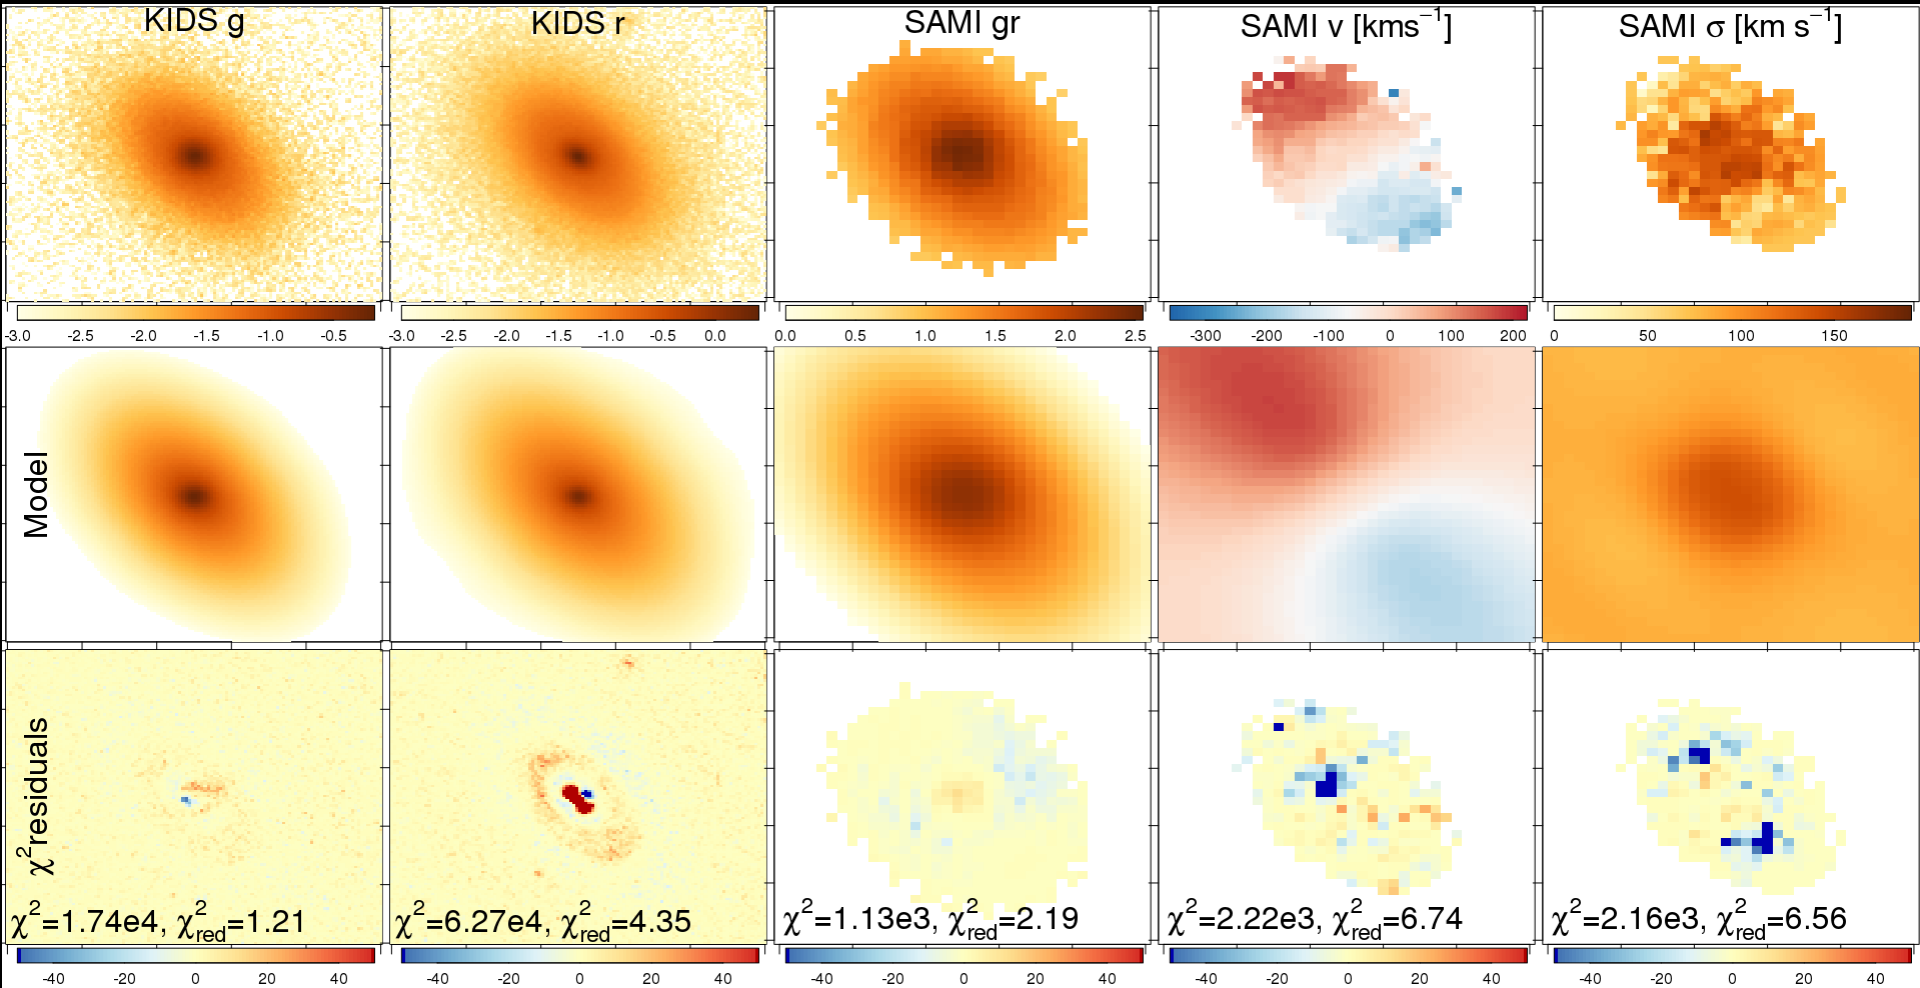 KIDS g KIDS r SAMI gr SAMI v [kms⁻¹] SAMI σ [km s⁻¹]
-3.0 -2.5 -2.0 -1.5 -1.0 -0.5 -3.0 -2.5 -2.0 -1.5 -1.0 -0.5 0.0 0.0 0.5 1.0 1.5 2.0 2.5 -300 -200 -100 0 100 200 0 50 100 150
Model
χ² residuals
χ²=1.74e4, χ²red=1.21 χ²=6.27e4, χ²red=4.35 χ²=1.13e3, χ²red=2.19 χ²=2.22e3, χ²red=6.74 χ²=2.16e3, χ²red=6.56
-40 -20 0 20 40 -40 -20 0 20 40 -40 -20 0 20 40 -40 -20 0 20 40 -40 -20 0 20 40